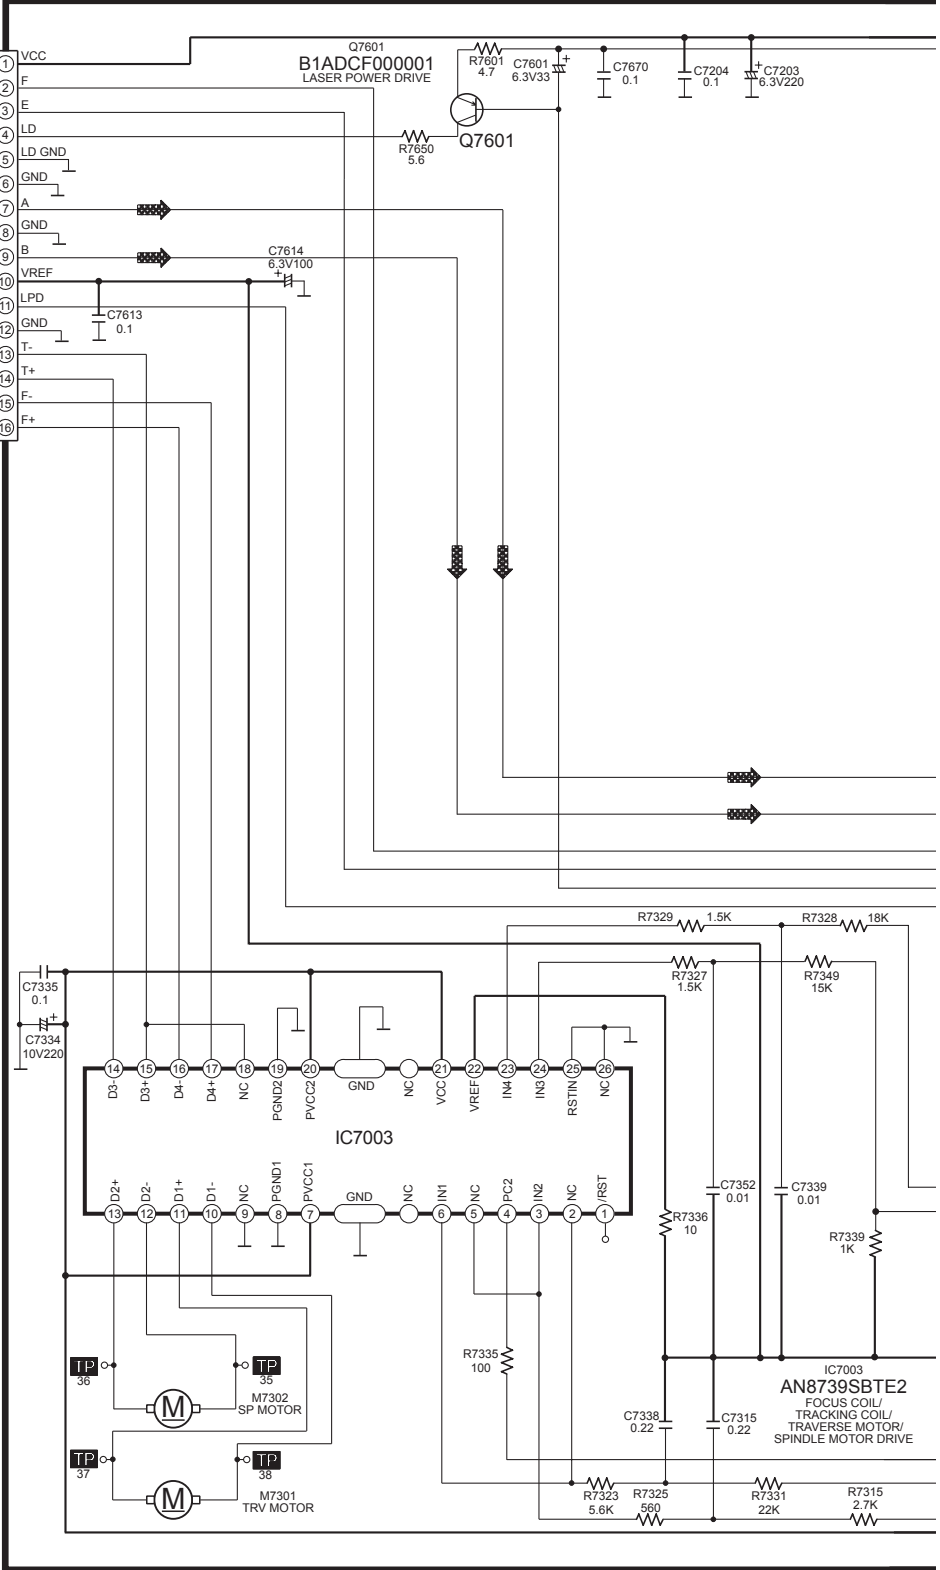 1 VCC
2 F
3 E
4 LD
5 LD GND
6 GND
7 A
8 GND
9 B
10 VREF
11 LPD
12 GND
13 T-
14 T+
15 F-
16 F+
Q7601
B1ADCF000001
LASER POWER DRIVE
R7601
4.7
C7601
6.3V33
+
C7670
0.1
C7204
0.1
+
C7203
6.3V220
Q7601
R7650
5.6
C7614
6.3V100
+
C7613
0.1
R7329
1.5K
R7328
18K
R7327
1.5K
R7349
15K
C7335
0.1
+
C7334
10V220
14 15 16 17 18 19 20 21 22 23 24 25 26
D3-
D3+
D4-
D4+
NC
PGND2
PVCC2
GND
NC
VCC
VREF
IN4
IN3
RSTIN
NC
IC7003
D2+
D2-
D1+
D1-
NC
PGND1
PVCC1
GND
NC
IN1
NC
PC2
IN2
NC
/RST
13 12 11 10 9 8 7 6 5 4 3 2 1
C7352
0.01
C7339
0.01
R7336
10
R7339
1K
R7335
100
TP
36
TP
35
M
M7302
SP MOTOR
TP
37
TP
38
M
M7301
TRV MOTOR
IC7003
AN8739SBTE2
FOCUS COIL/
TRACKING COIL/
TRAVERSE MOTOR/
SPINDLE MOTOR DRIVE
C7338
0.22
C7315
0.22
R7323
5.6K
R7325
560
R7331
22K
R7315
2.7K